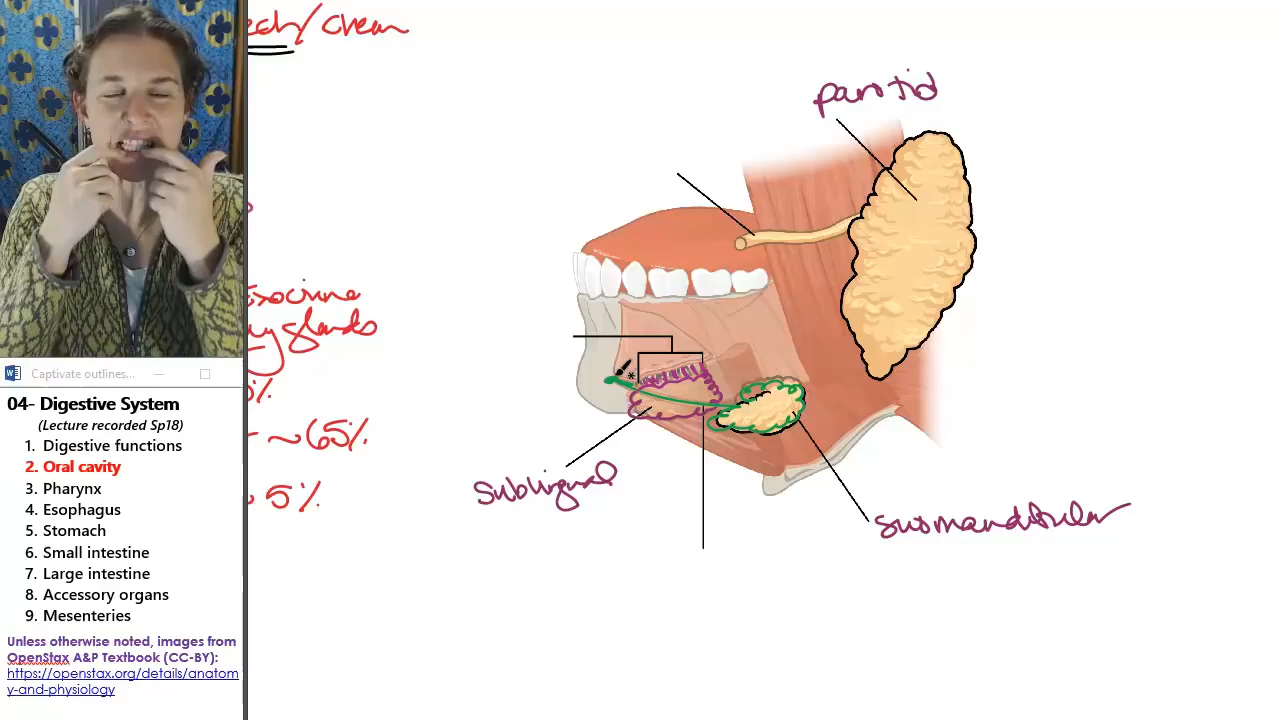 ech/chem
parotid
exocrine
glands
%
~65%
5%
sublingual
*
submandibular
Captivate outlines...
04- Digestive System
(Lecture recorded Sp18)
1. Digestive functions
2. Oral cavity
3. Pharynx
4. Esophagus
5. Stomach
6. Small intestine
7. Large intestine
8. Accessory organs
9. Mesenteries
Unless otherwise noted, images from
OpenStax A&P Textbook (CC-BY):
https://openstax.org/details/anatom
y-and-physiology